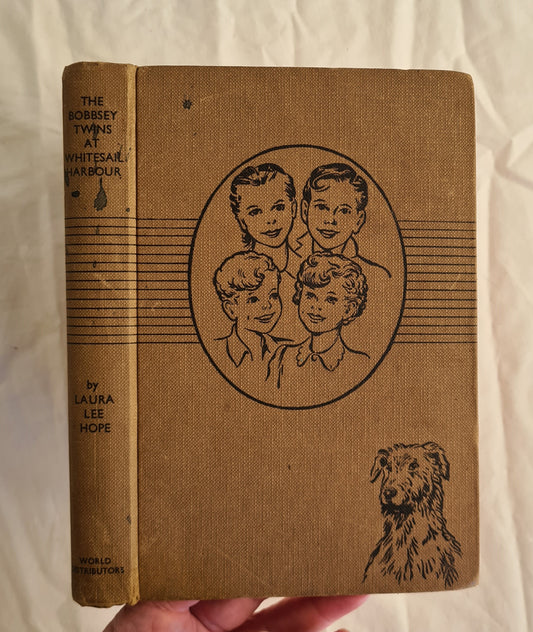 THE
BOBBSEY
TWINS
AT
WHITESAIL
HARBOUR
by
LAURA
LEE
HOPE
WORLD
DISTRIBUTORS